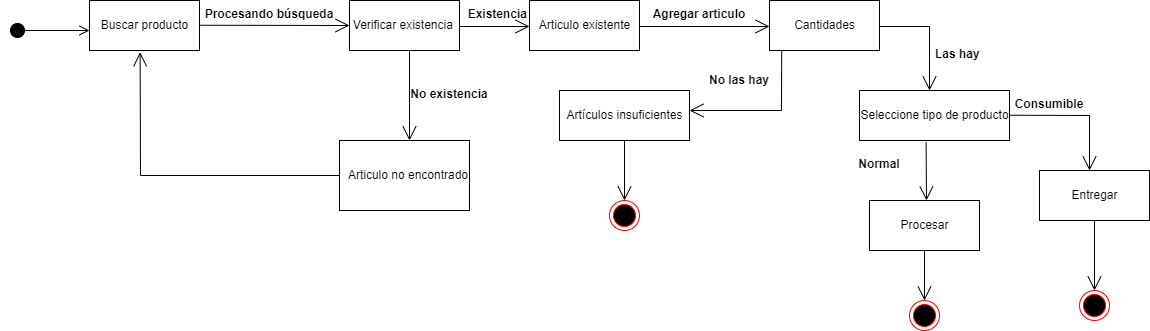 Buscar producto
Procesando búsqueda
Verificar existencia
Existencia
Articulo existente
Agregar articulo
Cantidades
Las hay
No las hay
No existencia
Artículos insuficientes
Seleccione tipo de producto
Consumible
Articulo no encontrado
Normal
Entregar
Procesar